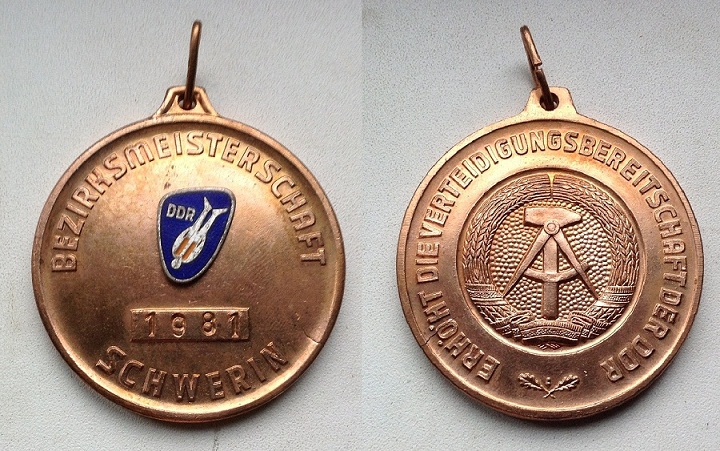 BEZIRKSMEISTERSCHAFT
DDR
1981
SCHWERIN
ERHÖHT DIE VERTEIDIGUNGSBEREITSCHAFT DER DDR